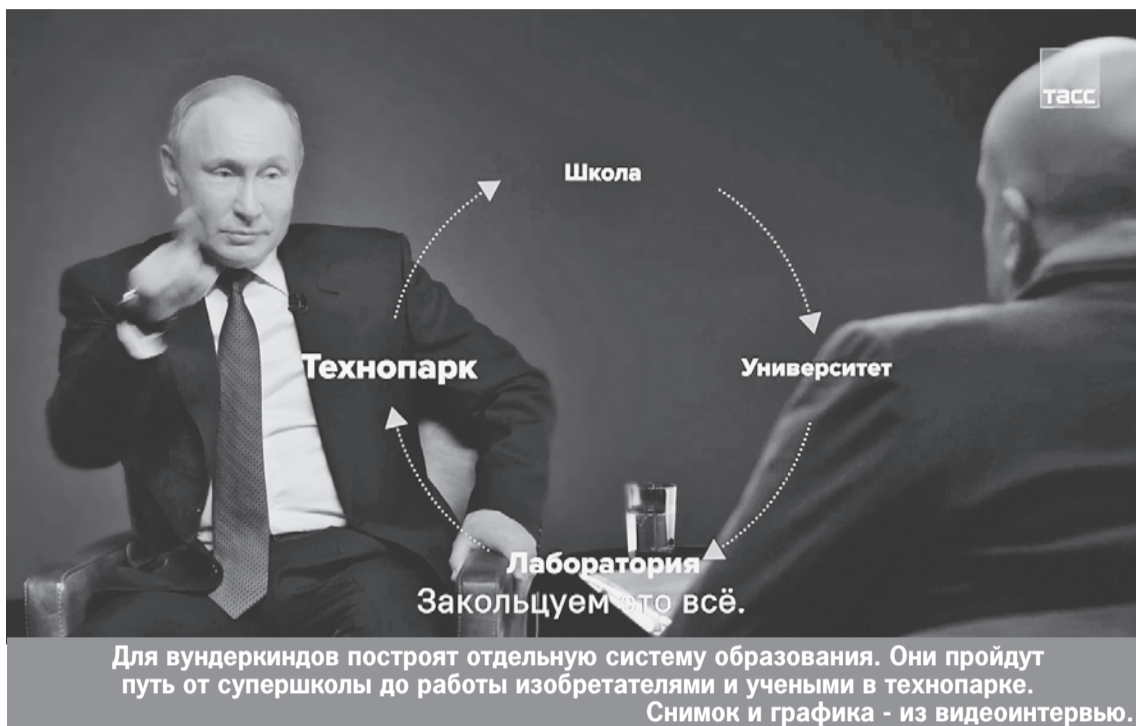 тасс
Школа
Технопарк
Университет
Лаборатория
Закольцуем это всё.
Для вундеркиндов построят отдельную систему образования. Они пройдут
путь от супершколы до работы изобретателями и учеными в технопарке.
Снимок и графика - из видеоинтервью.